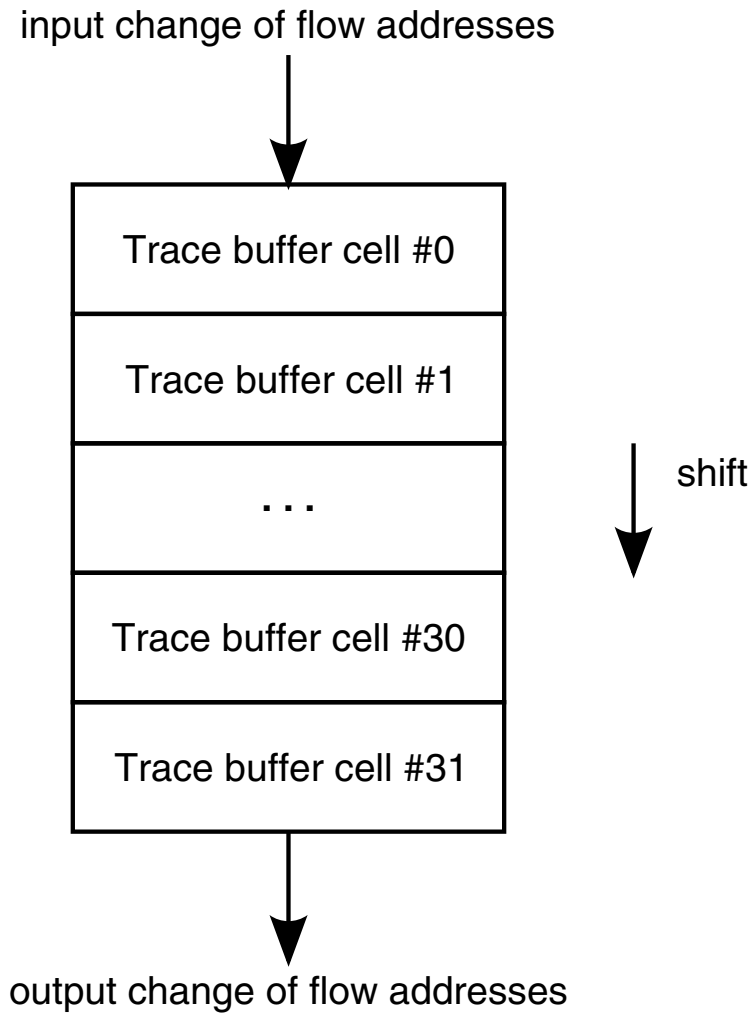 input change of flow addresses
Trace buffer cell #0
Trace buffer cell #1
shift
...
Trace buffer cell #30
Trace buffer cell #31
output change of flow addresses